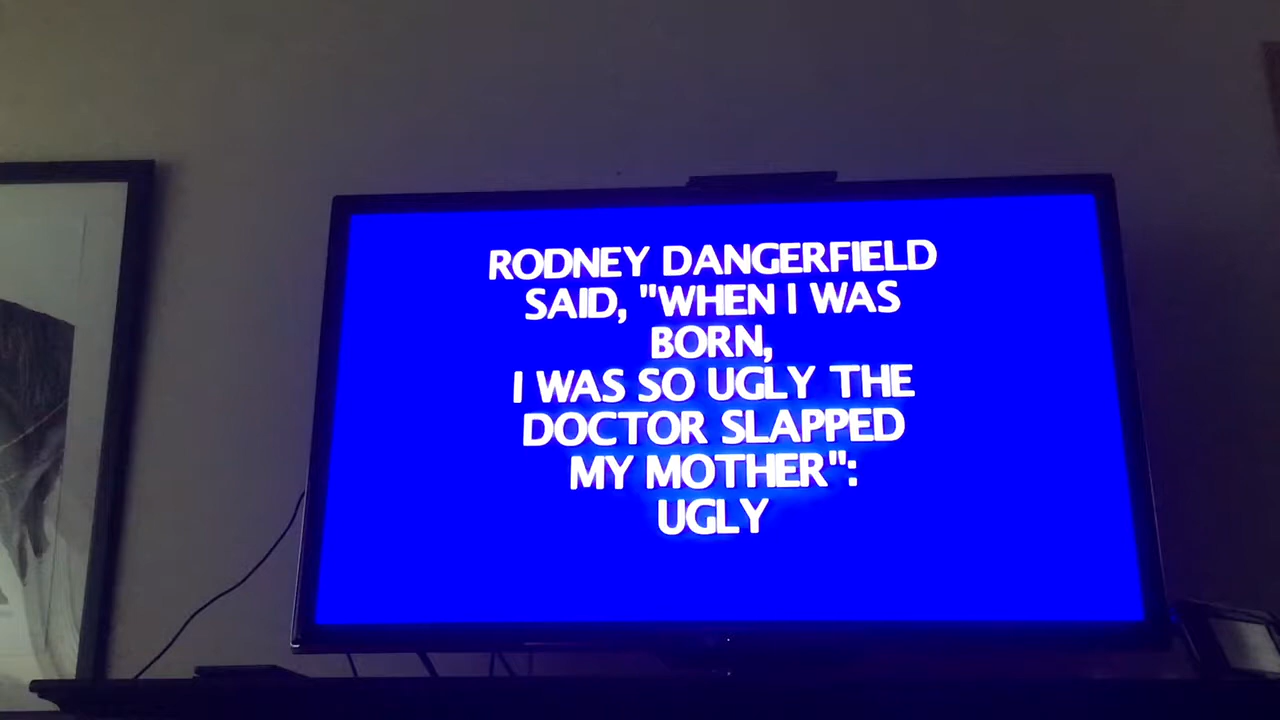 RODNEY DANGERFIELD
SAID, "WHEN I WAS
BORN,
I WAS SO UGLY THE
DOCTOR SLAPPED
MY MOTHER":
UGLY